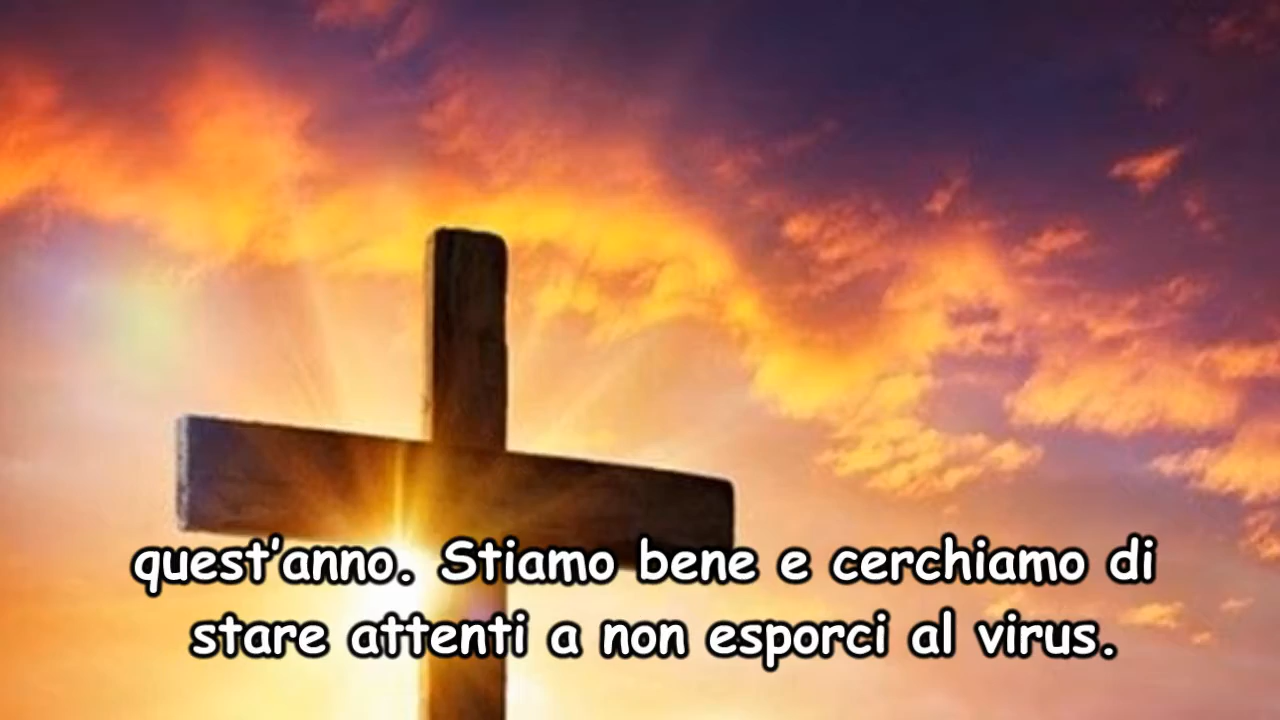 quest'anno. Stiamo bene e cerchiamo di
stare attenti a non esporci al virus.